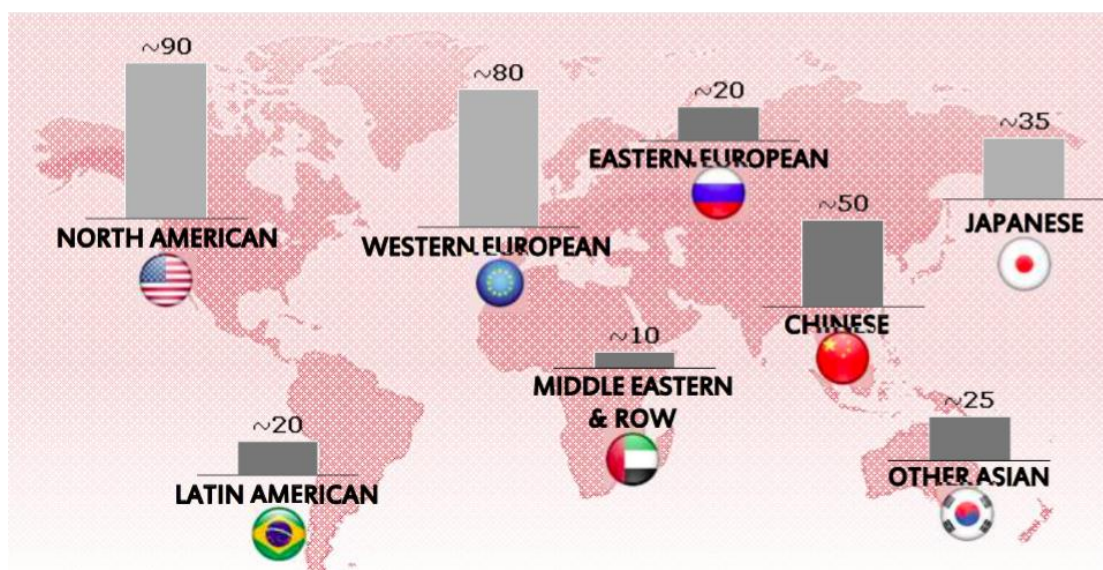 ~90
NORTH AMERICAN
~80
WESTERN EUROPEAN
~20
EASTERN EUROPEAN
~35
JAPANESE
~50
CHINESE
~10
MIDDLE EASTERN
& ROW
~20
LATIN AMERICAN
~25
OTHER ASIAN